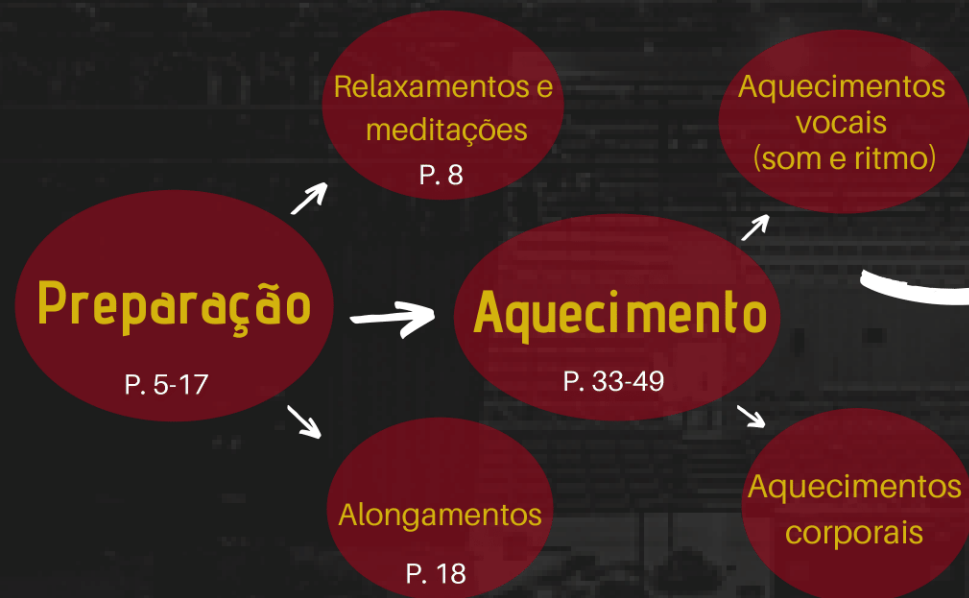 Relaxamentos e
meditações
P. 8
Aquecimentos
vocais
(som e ritmo)
Preparação
P. 5-17
Aquecimento
P. 33-49
Alongamentos
P. 18
Aquecimentos
corporais